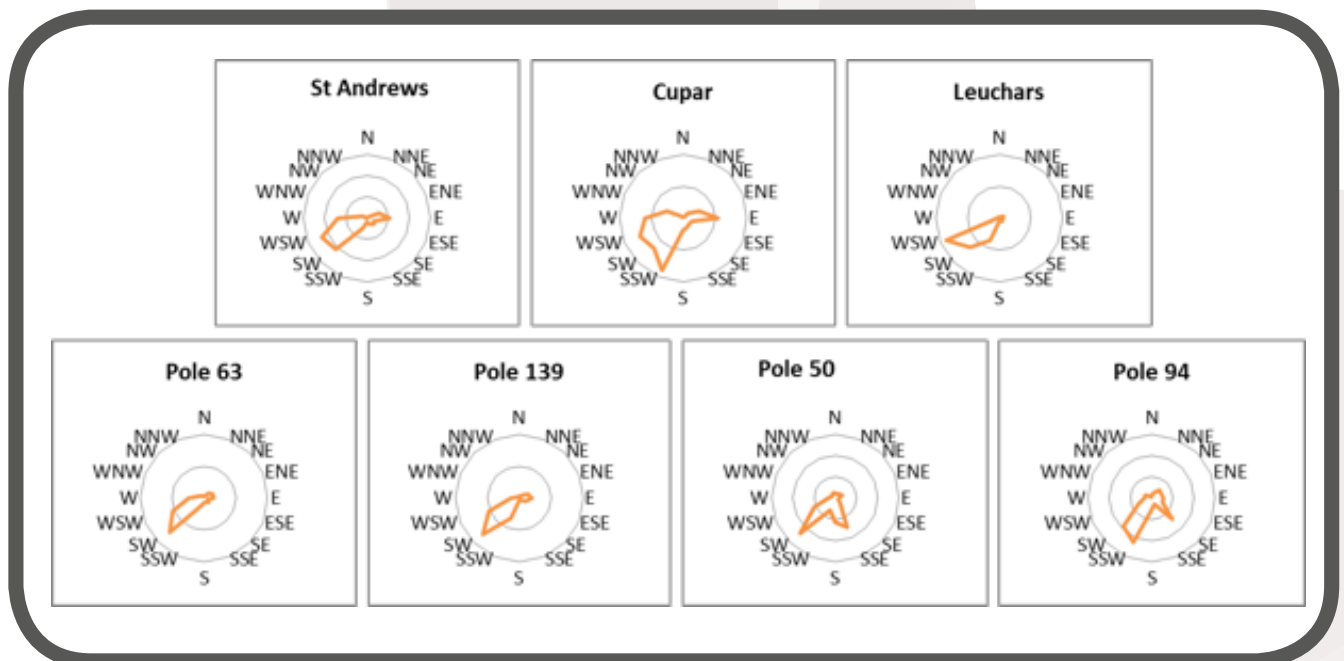 St Andrews
N
NNW NNE
NW NE
WNW ENE
W E
WSW ESE
SW SE
SSW SSE
S
Cupar
N
NNW NNE
NW NE
WNW ENE
W E
WSW ESE
SW SE
SSW SSE
S
Leuchars
N
NNW NNE
NW NE
WNW ENE
W E
WSW ESE
SW SE
SSW SSE
S
Pole 63
N
NNW NNE
NW NE
WNW ENE
W E
WSW ESE
SW SE
SSW SSE
S
Pole 139
N
NNW NNE
NW NE
WNW ENE
W E
WSW ESE
SW SE
SSW SSE
S
Pole 50
N
NNW NNE
NW NE
WNW ENE
W E
WSW ESE
SW SE
SSW SSE
S
Pole 94
N
NNW NNE
NW NE
WNW ENE
W E
WSW ESE
SW SE
SSW SSE
S